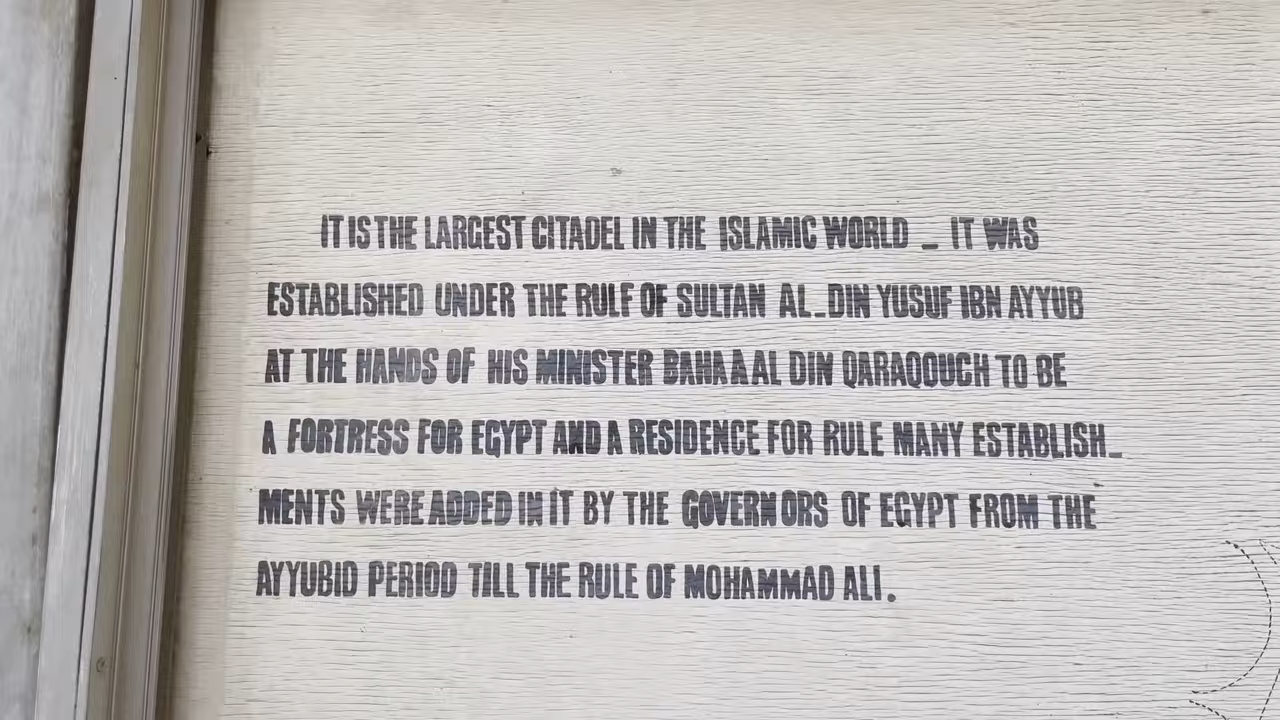 IT IS THE LARGEST CITADEL IN THE ISLAMIC WORLD _ IT WAS
ESTABLISHED UNDER THE RULE OF SULTAN AL_DIN YUSUF IBN AYYUB
AT THE HANDS OF HIS MINISTER BAHAAAL DIN QARAQOUCH TO BE
A FORTRESS FOR EGYPT AND A RESIDENCE FOR RULE MANY ESTABLISH_
MENTS WERE ADDED IN IT BY THE GOVERNORS OF EGYPT FROM THE
AYYUBID PERIOD TILL THE RULE OF MOHAMMAD ALI.